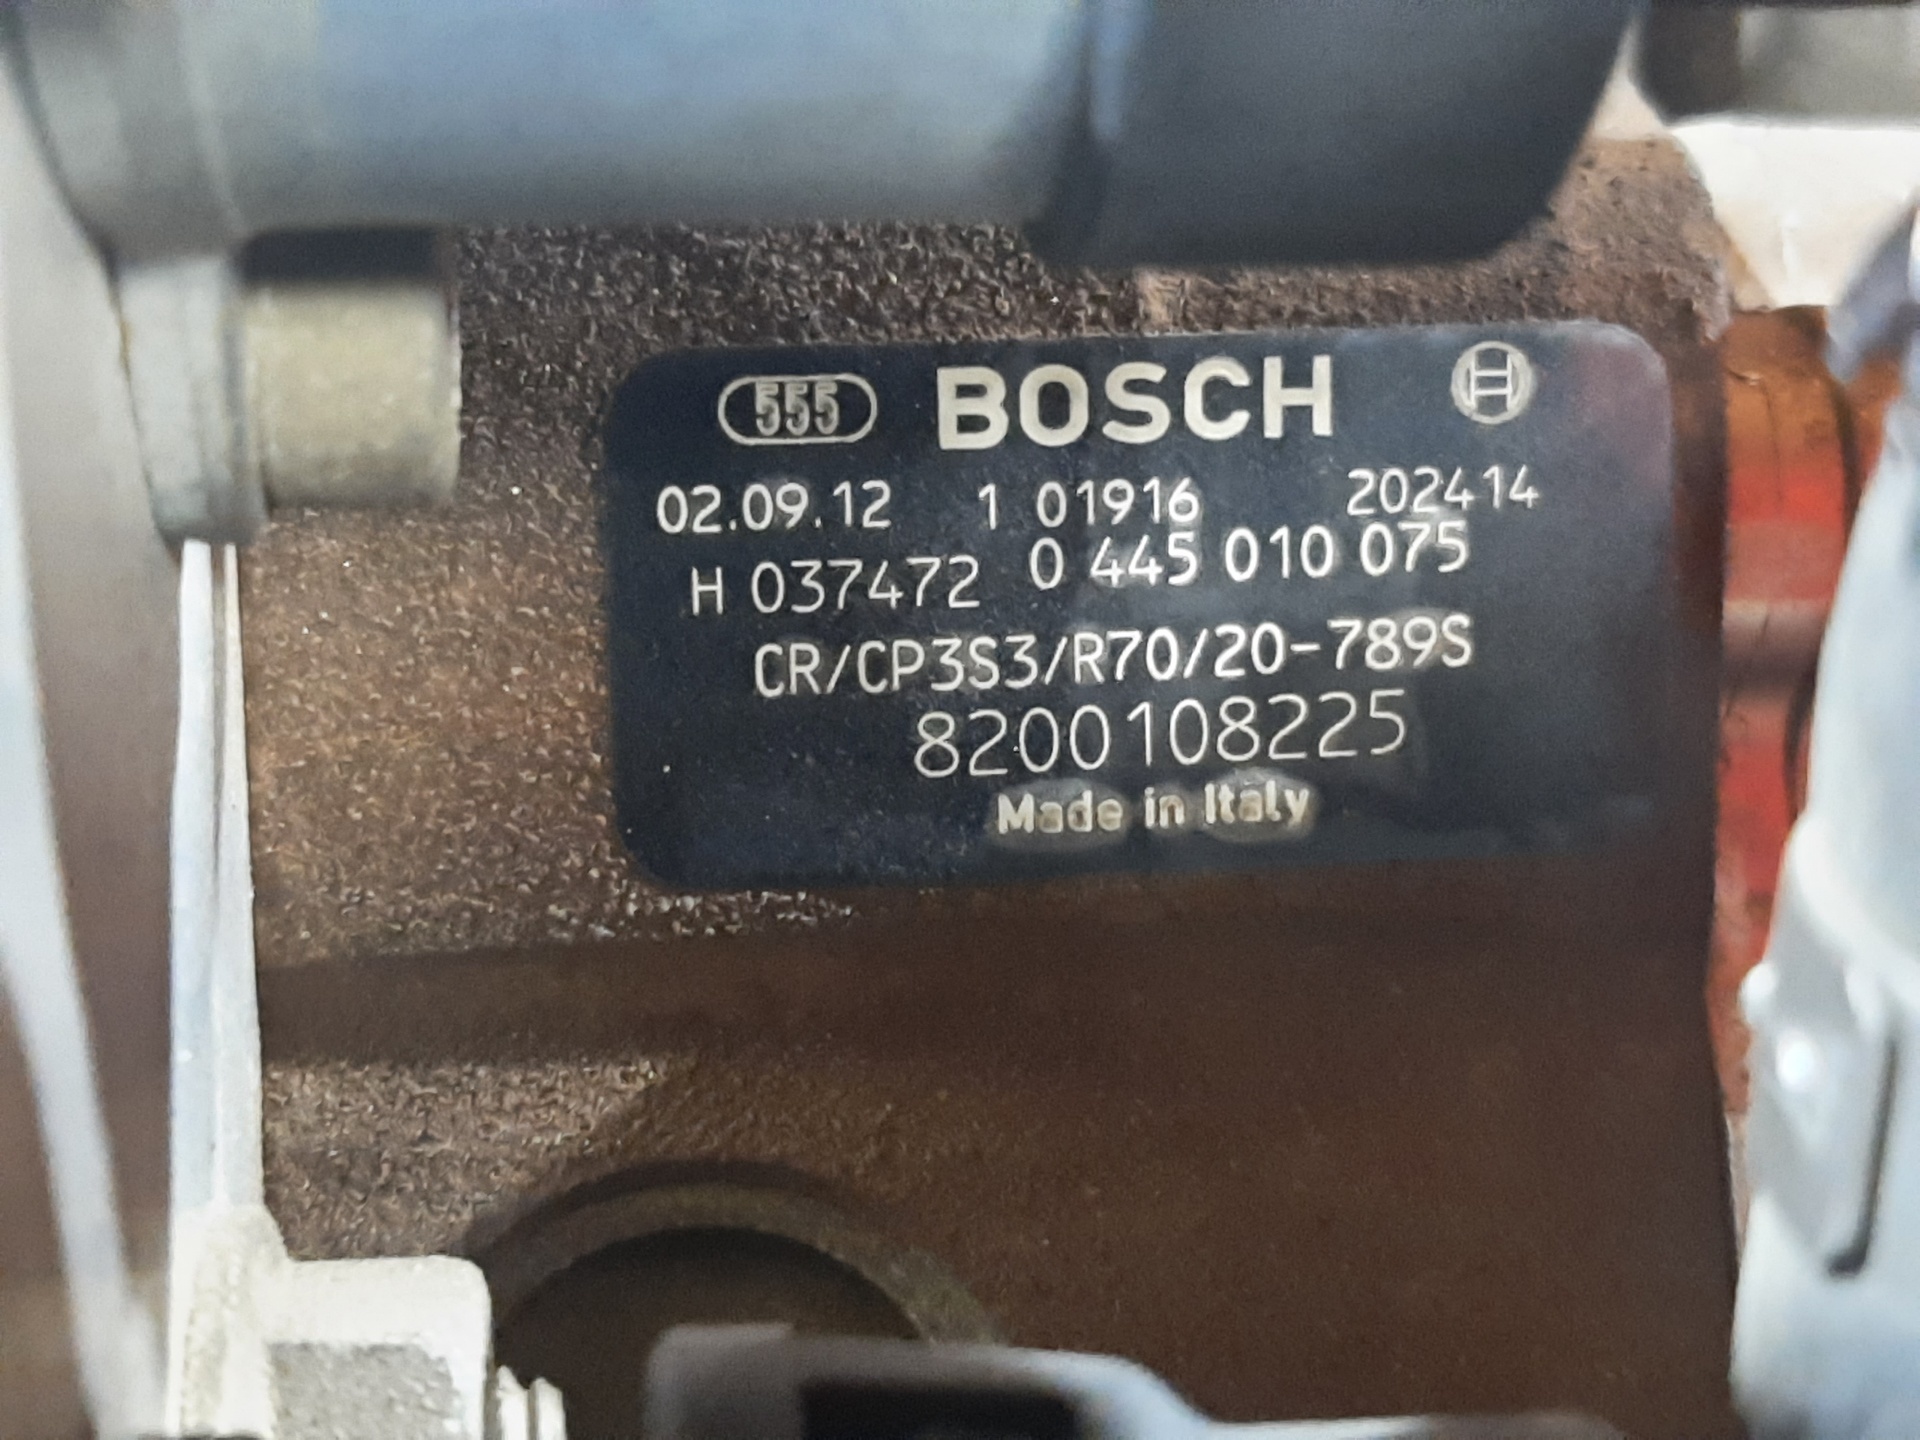 555 BOSCH
02.09.12 1 01916 202414
H 037472 0 445 010 075
CR/CP3S3/R70/20-789S
8200108225
Made in Italy